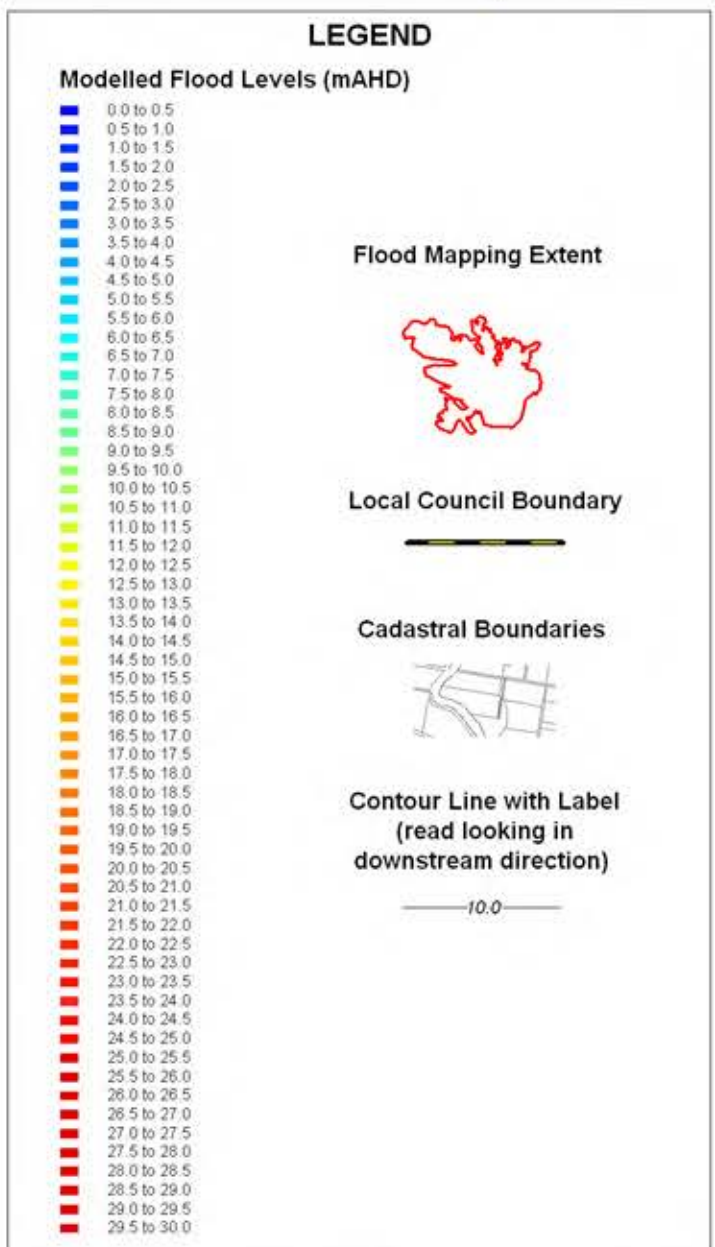 LEGEND
Modelled Flood Levels (mAHD)
0.0 to 0.5
0.5 to 1.0
1.0 to 1.5
1.5 to 2.0
2.0 to 2.5
2.5 to 3.0
3.0 to 3.5
3.5 to 4.0
4.0 to 4.5
4.5 to 5.0
5.0 to 5.5
5.5 to 6.0
6.0 to 6.5
6.5 to 7.0
7.0 to 7.5
7.5 to 8.0
8.0 to 8.5
8.5 to 9.0
9.0 to 9.5
9.5 to 10.0
10.0 to 10.5
10.5 to 11.0
11.0 to 11.5
11.5 to 12.0
12.0 to 12.5
12.5 to 13.0
13.0 to 13.5
13.5 to 14.0
14.0 to 14.5
14.5 to 15.0
15.0 to 15.5
15.5 to 16.0
16.0 to 16.5
16.5 to 17.0
17.0 to 17.5
17.5 to 18.0
18.0 to 18.5
18.5 to 19.0
19.0 to 19.5
19.5 to 20.0
20.0 to 20.5
20.5 to 21.0
21.0 to 21.5
21.5 to 22.0
22.0 to 22.5
22.5 to 23.0
23.0 to 23.5
23.5 to 24.0
24.0 to 24.5
24.5 to 25.0
25.0 to 25.5
25.5 to 26.0
26.0 to 26.5
26.5 to 27.0
27.0 to 27.5
27.5 to 28.0
28.0 to 28.5
28.5 to 29.0
29.0 to 29.5
29.5 to 30.0
Flood Mapping Extent
Local Council Boundary
Cadastral Boundaries
Contour Line with Label
(read looking in
downstream direction)
10.0